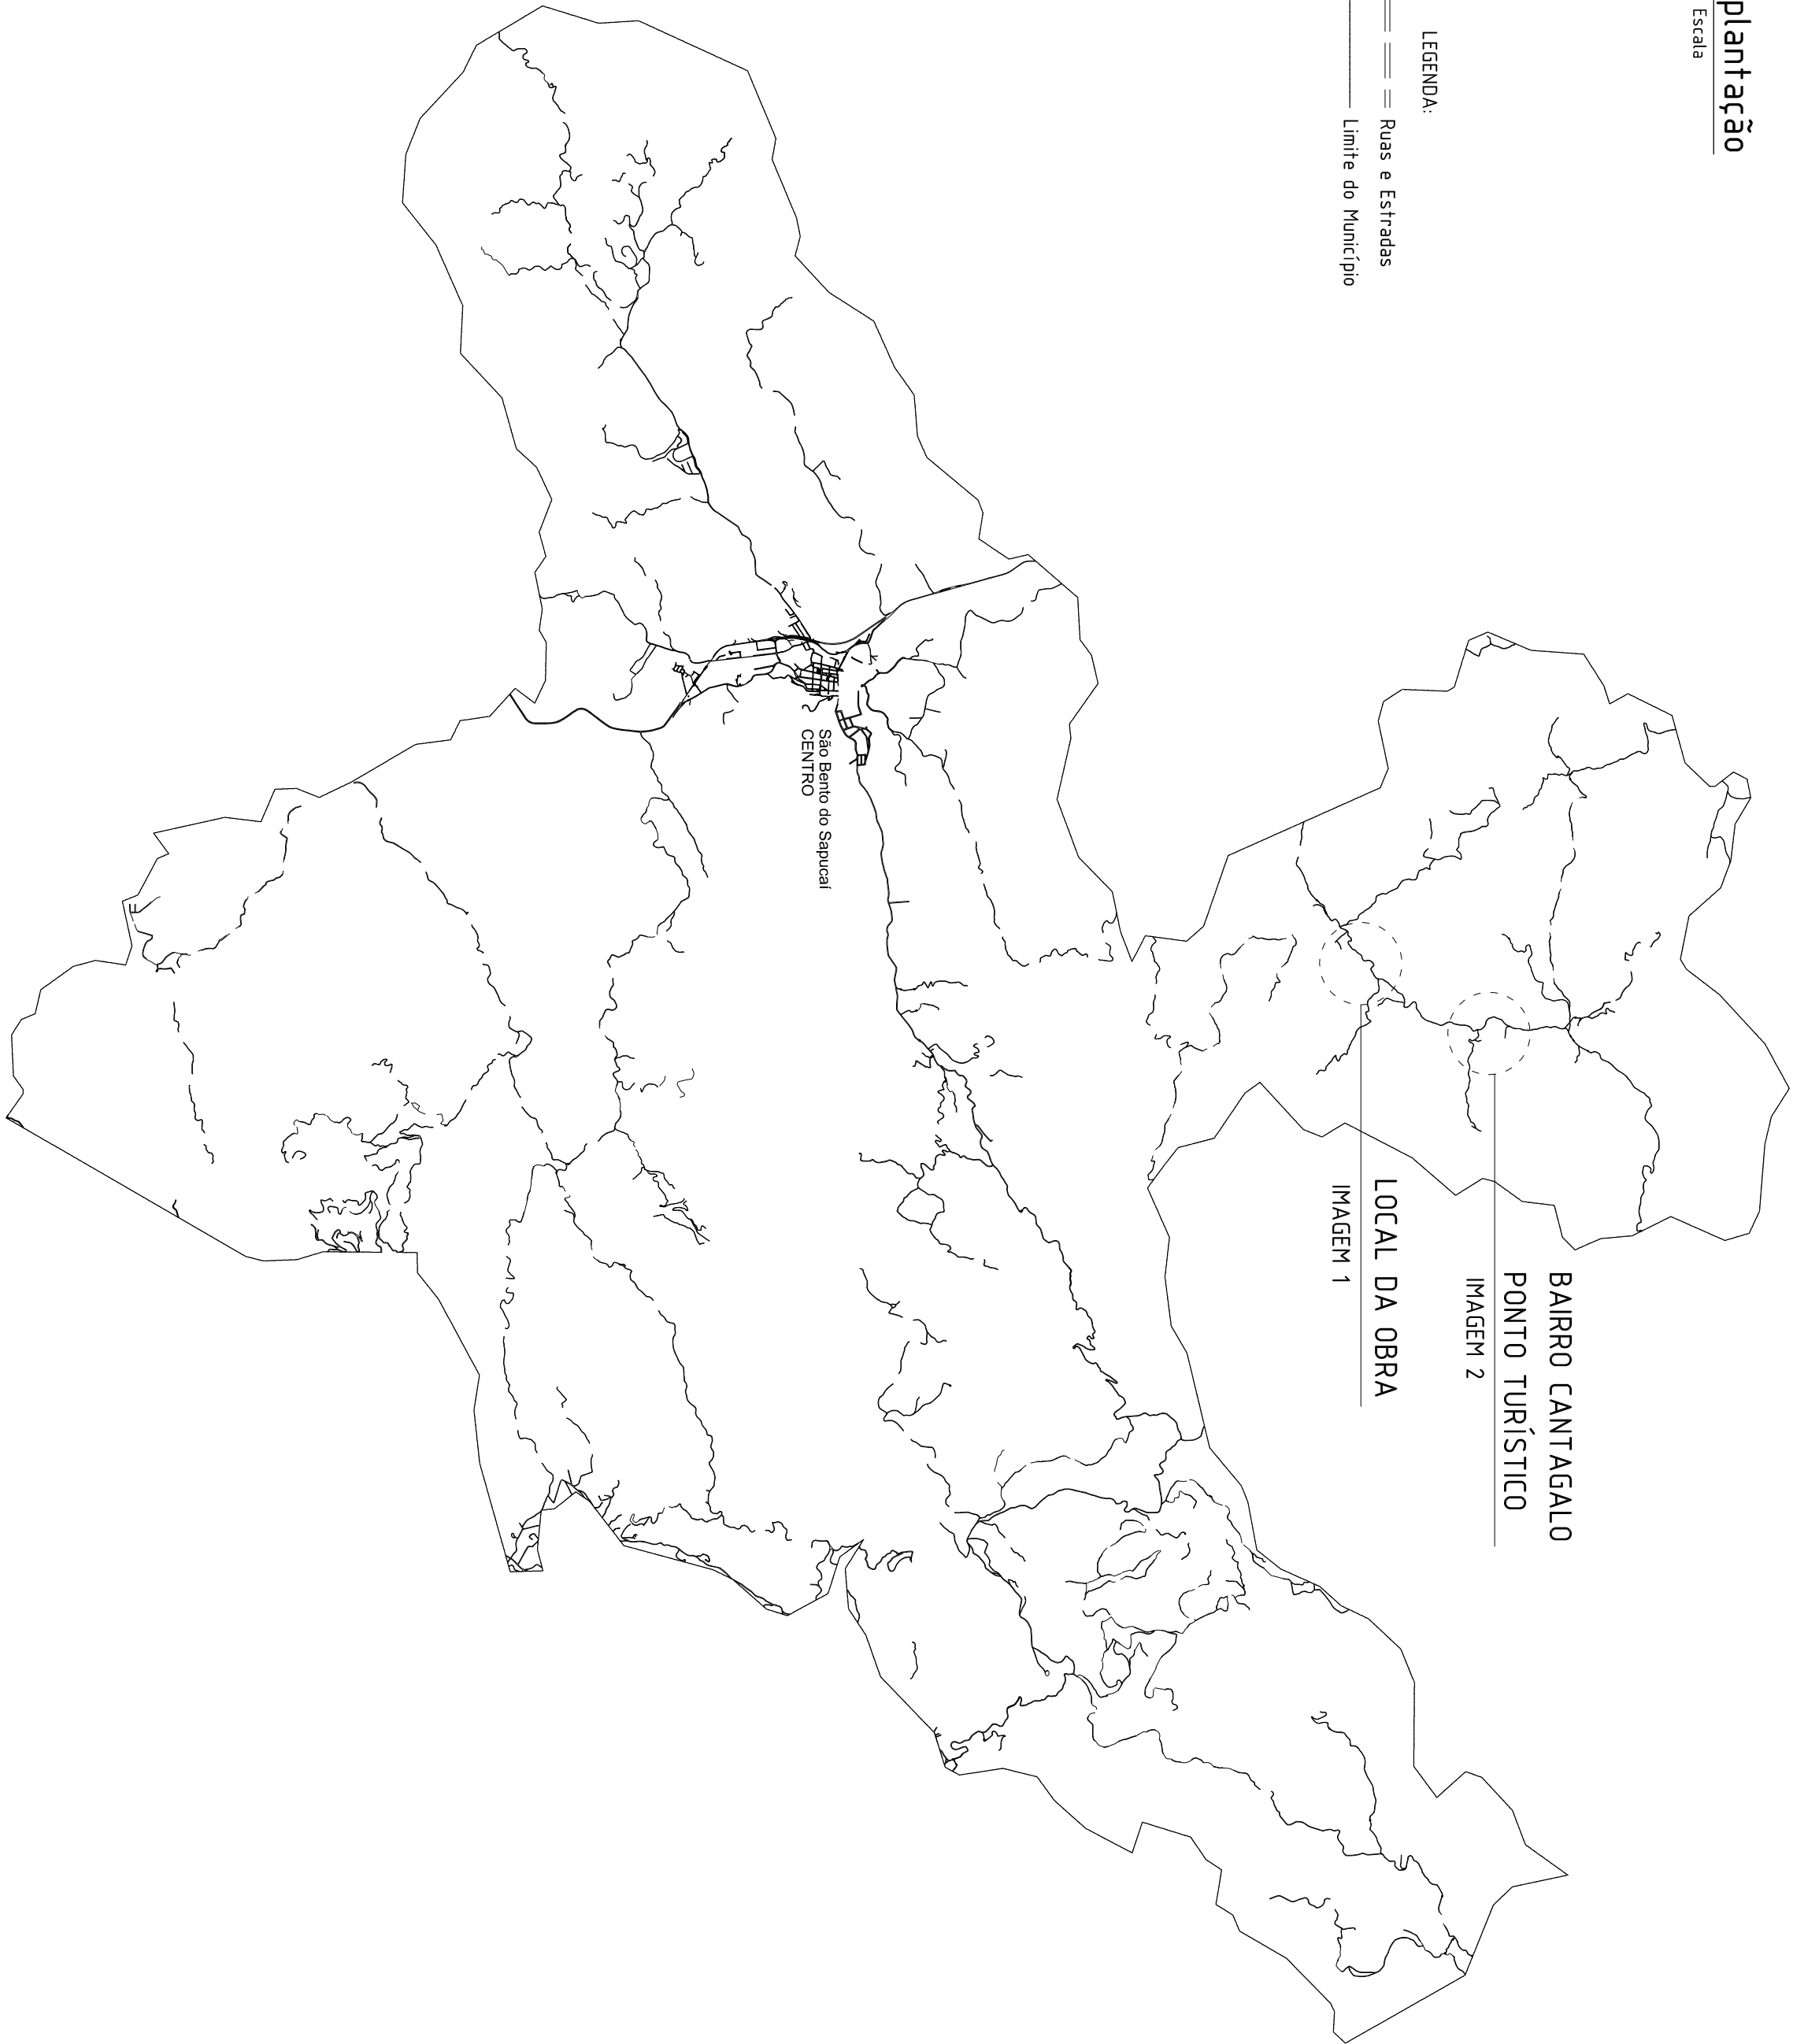 plantação
Escala
LEGENDA:
Ruas e Estradas
Limite do Município
São Bento do Sapucaí
CENTRO
BAIRRO CANTAGALO
PONTO TURÍSTICO
IMAGEM 2
LOCAL DA OBRA
IMAGEM 1